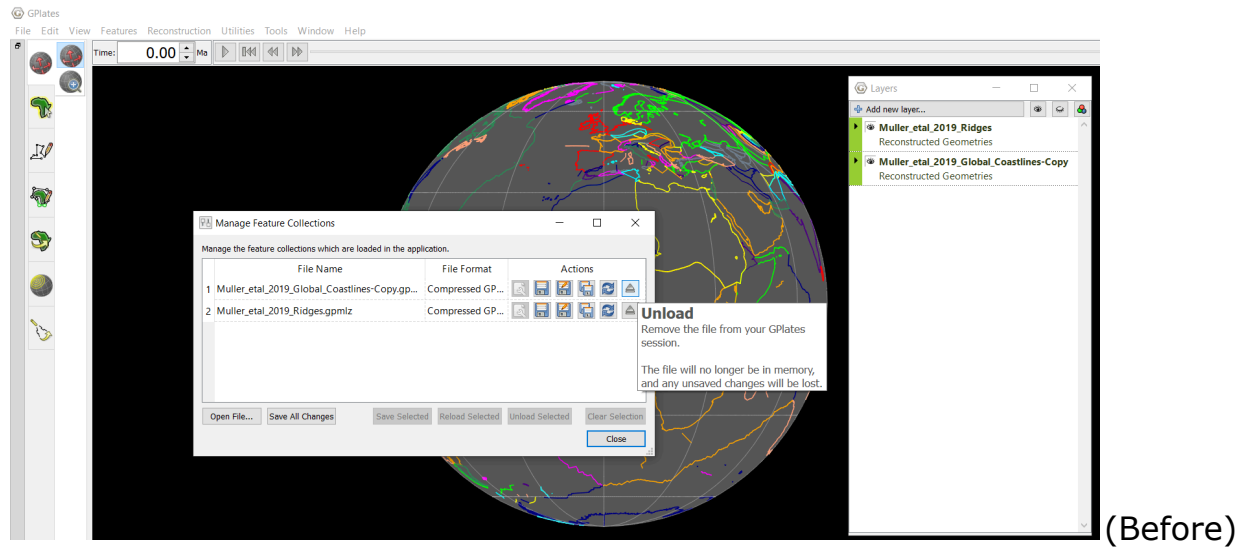 GPlates
File Edit View Features Reconstruction Utilities Tools Window Help
Time: 0.00 Ma
Layers
Add new layer...
Muller_etal_2019_Ridges
Reconstructed Geometries
Muller_etal_2019_Global_Coastlines-Copy
Reconstructed Geometries
Manage Feature Collections
Manage the feature collections which are loaded in the application.
File Name File Format Actions
1 Muller_etal_2019_Global_Coastlines-Copy.gp... Compressed GP...
2 Muller_etal_2019_Ridges.gpmlz Compressed GP...
Unload
Remove the file from your GPlates
session.
The file will no longer be in memory,
and any unsaved changes will be lost.
Open File... Save All Changes Save Selected Reload Selected Unload Selected Clear Selection
Close
(Before)